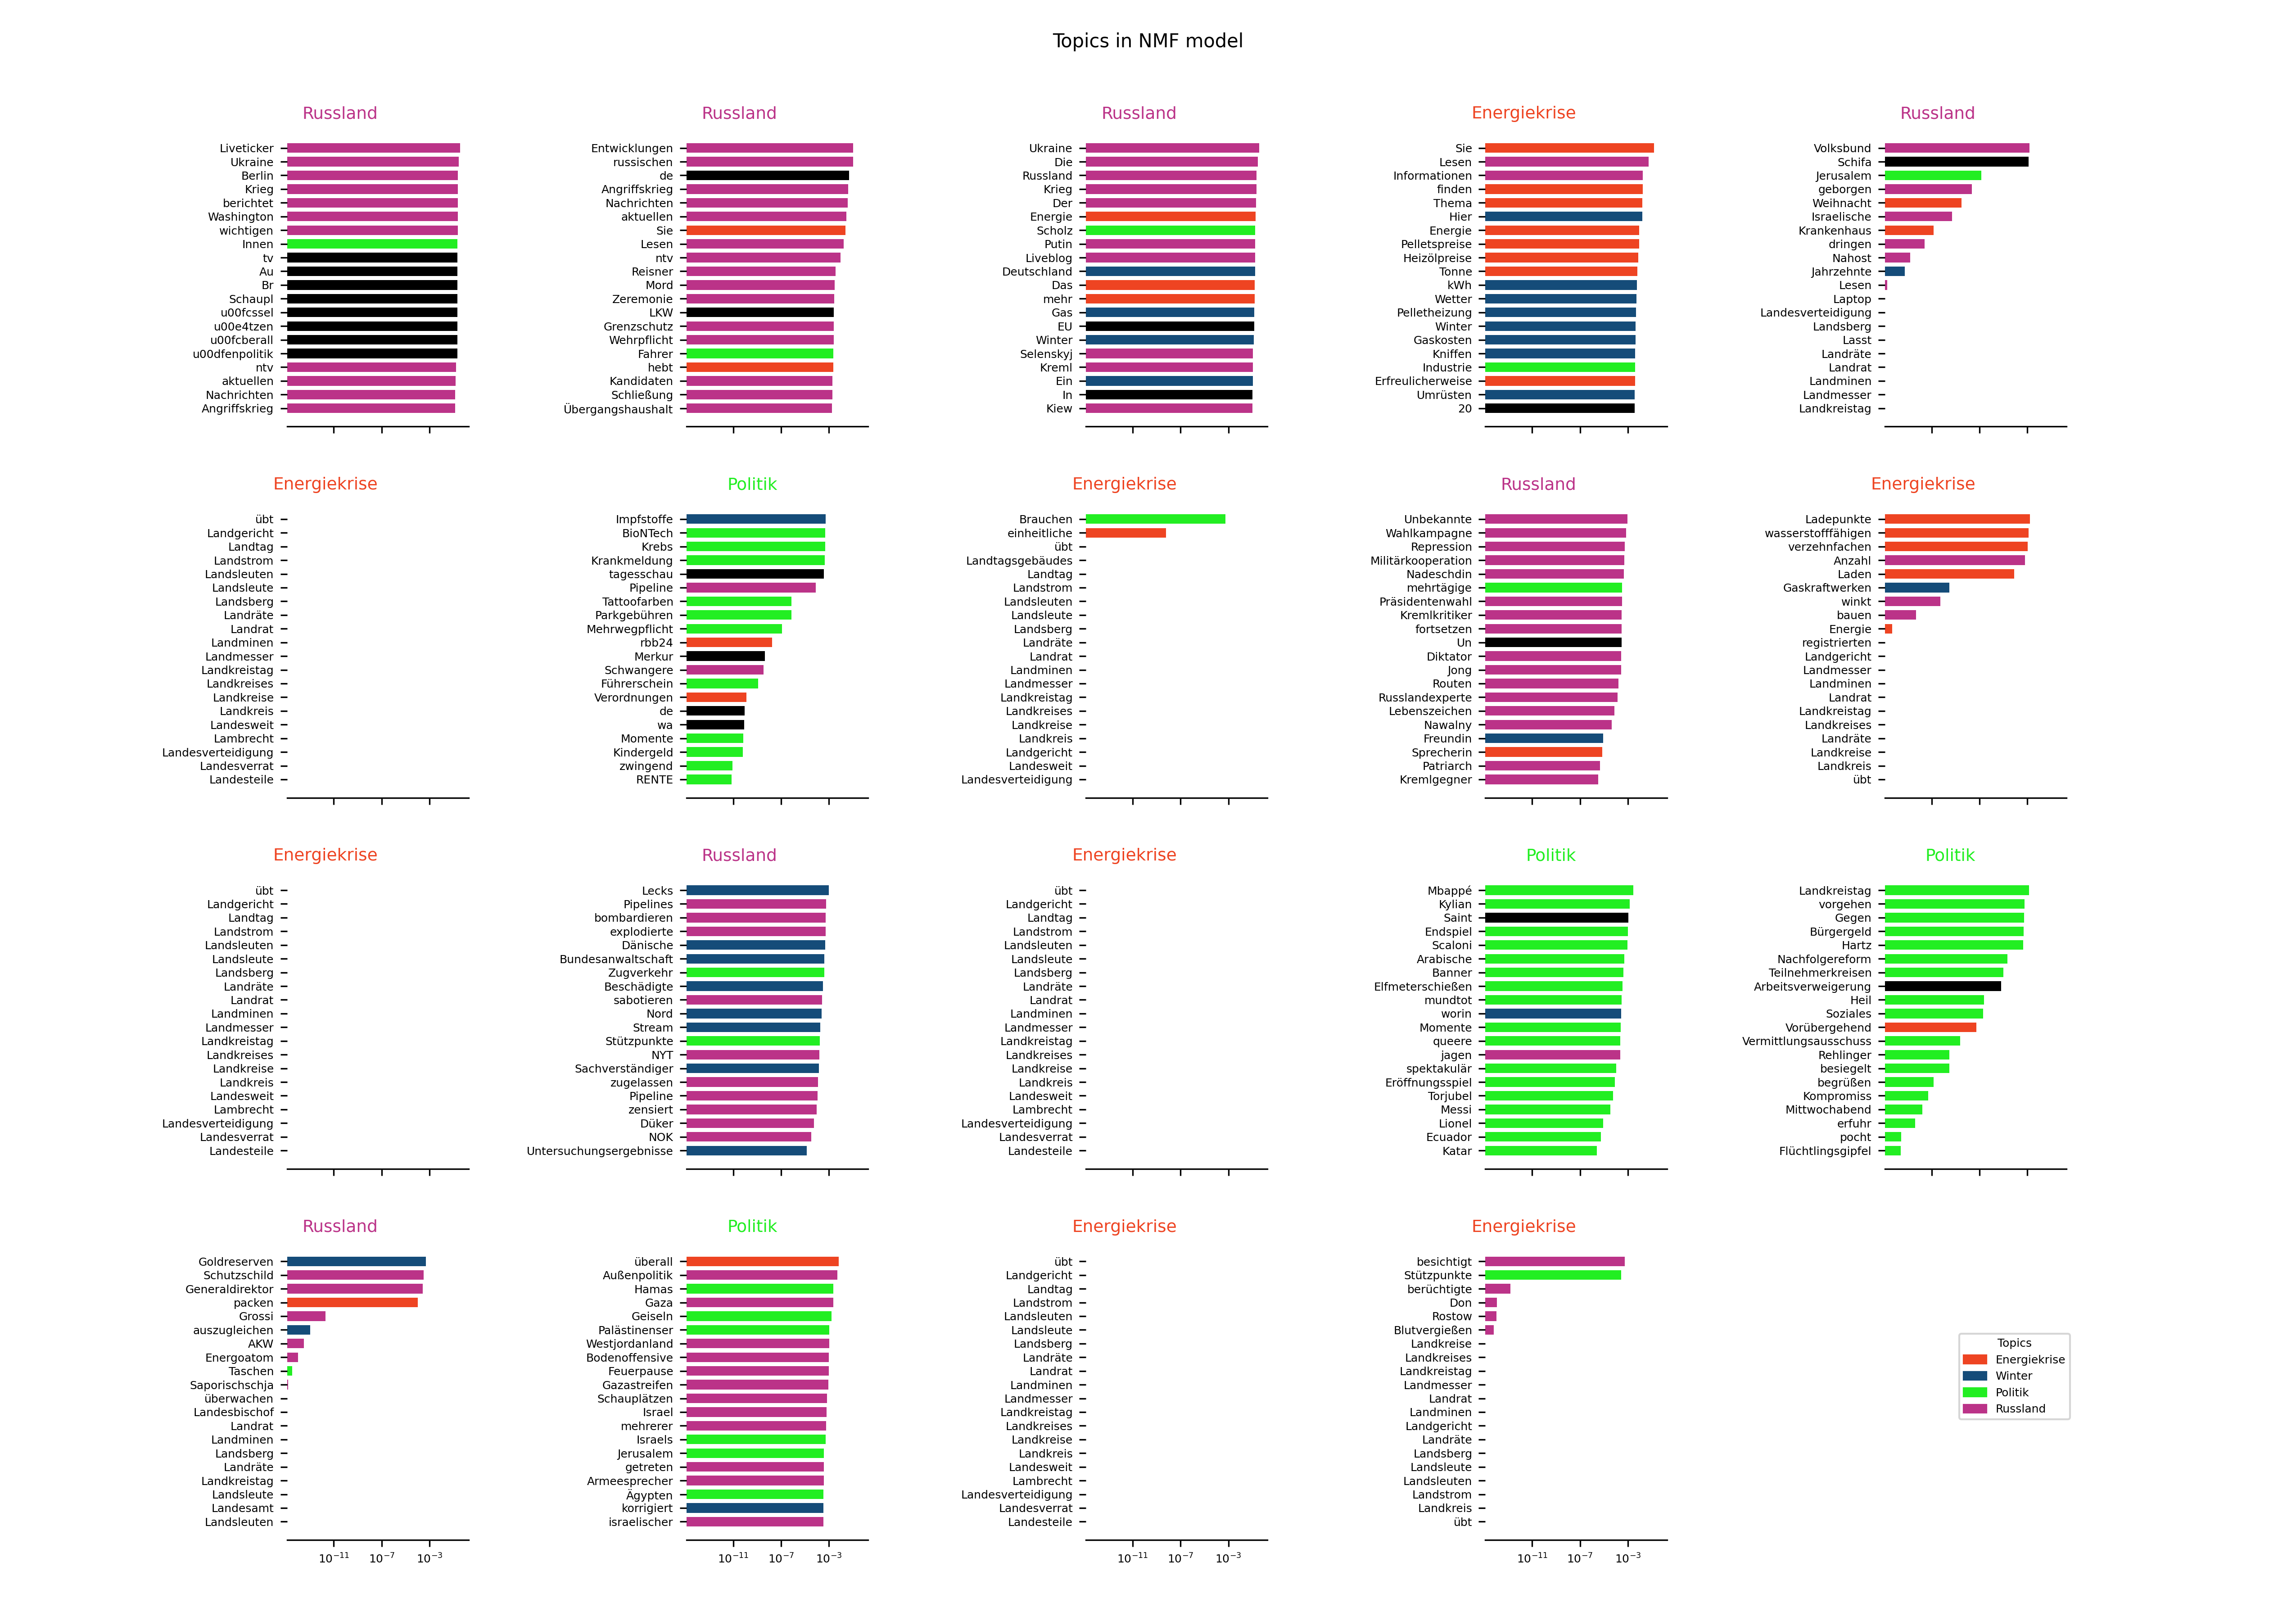 Topics in NMF model
Russland
Liveticker
Ukraine
Berlin
Krieg
berichtet
Washington
wichtigen
Innen
tv
Au
Br
Schaupl
u00fcssel
u00e4tzen
u00fcberall
u00dfenpolitik
ntv
aktuellen
Nachrichten
Angriffskrieg
Russland
Entwicklungen
russischen
de
Angriffskrieg
Nachrichten
aktuellen
Sie
Lesen
ntv
Reisner
Mord
Zeremonie
LKW
Grenzschutz
Wehrpflicht
Fahrer
hebt
Kandidaten
Schließung
Übergangshaushalt
Russland
Ukraine
Die
Russland
Krieg
Der
Energie
Scholz
Putin
Liveblog
Deutschland
Das
mehr
Gas
EU
Winter
Selenskyj
Kreml
Ein
In
Kiew
Energiekrise
Sie
Lesen
Informationen
finden
Thema
Hier
Energie
Pelletspreise
Heizölpreise
Tonne
kWh
Wetter
Pelletheizung
Winter
Gaskosten
Kniffen
Industrie
Erfreulicherweise
Umrüsten
20
Russland
Volksbund
Schifa
Jerusalem
geboren
Weihnacht
Israelische
Krankenhaus
dringen
Nahost
Jahrzehnte
Lesen
Laptop
Landesverteidigung
Landsberg
Lasst
Landräte
Landrat
Landminen
Landmesser
Landkreistag
Energiekrise
übt
Landgericht
Landtag
Landstrom
Landsleuten
Landsleute
Landsberg
Landräte
Landrat
Landminen
Landmesser
Landkreistag
Landkreises
Landkreise
Landkreis
Landesweit
Lambrecht
Landesverteidigung
Landesverrat
Landesteile
Politik
Impfstoffe
BioNTech
Krebs
Krankmeldung
tagesschau
Pipeline
Tattoofarben
Parkgebühren
Mehrwegpflicht
rbb24
Merkur
Schwangere
Führerschein
Verordnungen
de
wa
Momente
Kindergeld
zwingend
RENTE
Energiekrise
Brauchen
einheitliche
übt
Landtagsgebäudes
Landtag
Landstrom
Landsleuten
Landsleute
Landsberg
Landräte
Landrat
Landminen
Landmesser
Landkreistag
Landkreises
Landkreise
Landkreis
Landgericht
Landesweit
Landesverteidigung
Russland
Unbekannte
Wahlkampagne
Repression
Militärkooperation
Nadeschdin
mehrtägige
Präsidentenwahl
Kremlkritiker
fortsetzen
Un
Diktator
Jong
Routen
Russlandexperte
Lebenszeichen
Nawalny
Freundin
Sprecherin
Patriarch
Kremlgegner
Energiekrise
Ladepunkte
wasserstofffähigen
verzehnfachen
Anzahl
Laden
Gaskraftwerken
winkt
bauen
Energie
registrierten
Landgericht
Landmesser
Landminen
Landrat
Landkreistag
Landkreises
Landräte
Landkreise
Landkreis
übt
Energiekrise
übt
Landgericht
Landtag
Landstrom
Landsleuten
Landsleute
Landsberg
Landräte
Landrat
Landminen
Landmesser
Landkreistag
Landkreises
Landkreise
Landkreis
Landesweit
Lambrecht
Landesverteidigung
Landesverrat
Landesteile
Russland
Lecks
Pipelines
bombardieren
explodierte
Dänische
Bundesanwaltschaft
Zugverkehr
Beschädigte
sabotieren
Nord
Stream
Stützpunkte
NYT
Sachverständiger
zugelassen
Pipeline
zensiert
Düker
NOK
Untersuchungsergebnisse
Energiekrise
übt
Landgericht
Landtag
Landstrom
Landsleuten
Landsleute
Landsberg
Landräte
Landrat
Landminen
Landmesser
Landkreistag
Landkreises
Landkreise
Landkreis
Landesweit
Lambrecht
Landesverteidigung
Landesverrat
Landesteile
Politik
Mbappé
Kylian
Saint
Endspiel
Scaloni
Arabische
Banner
Elfmeterschießen
mundtot
worin
Momente
queere
jagen
spektakulär
Eröffnungsspiel
Torjubel
Messi
Lionel
Ecuador
Katar
Politik
Landkreistag
vorgehen
Gegen
Bürgergeld
Hartz
Nachfolgereform
Teilnehmerkreisen
Arbeitsverweigerung
Heil
Soziales
Vorübergehend
Vermittlungsausschuss
Rehlinger
besiegelt
begrüßen
Kompromiss
Mittwochabend
erfuhr
pocht
Flüchtlingsgipfel
Russland
Goldreserven
Schutzschild
Generaldirektor
packen
Grossi
auszugleichen
AKW
Energoatom
Taschen
Saporischschja
überwachen
Landesbischof
Landrat
Landminen
Landsberg
Landräte
Landkreistag
Landsleute
Landesamt
Landsleuten
10⁻¹¹ 10⁻⁷ 10⁻³
Politik
überall
Außenpolitik
Hamas
Gaza
Geiseln
Palästinenser
Westjordanland
Bodenoffensive
Feuerpause
Gazastreifen
Schauplätzen
Israel
mehrerer
Israels
Jerusalem
getreten
Armeesprecher
Ägypten
korrigiert
israelischer
10⁻¹¹ 10⁻⁷ 10⁻³
Energiekrise
übt
Landgericht
Landtag
Landstrom
Landsleuten
Landsleute
Landsberg
Landräte
Landrat
Landminen
Landmesser
Landkreistag
Landkreises
Landkreise
Landkreis
Landesweit
Lambrecht
Landesverteidigung
Landesverrat
Landesteile
10⁻¹¹ 10⁻⁷ 10⁻³
Energiekrise
besichtigt
Stützpunkte
berüchtigte
Don
Rostow
Blutvergießen
Landkreise
Landkreises
Landkreistag
Landmesser
Landrat
Landminen
Landgericht
Landräte
Landsberg
Landsleute
Landsleuten
Landstrom
Landkreis
übt
10⁻¹¹ 10⁻⁷ 10⁻³
Topics
Energiekrise
Winter
Politik
Russland